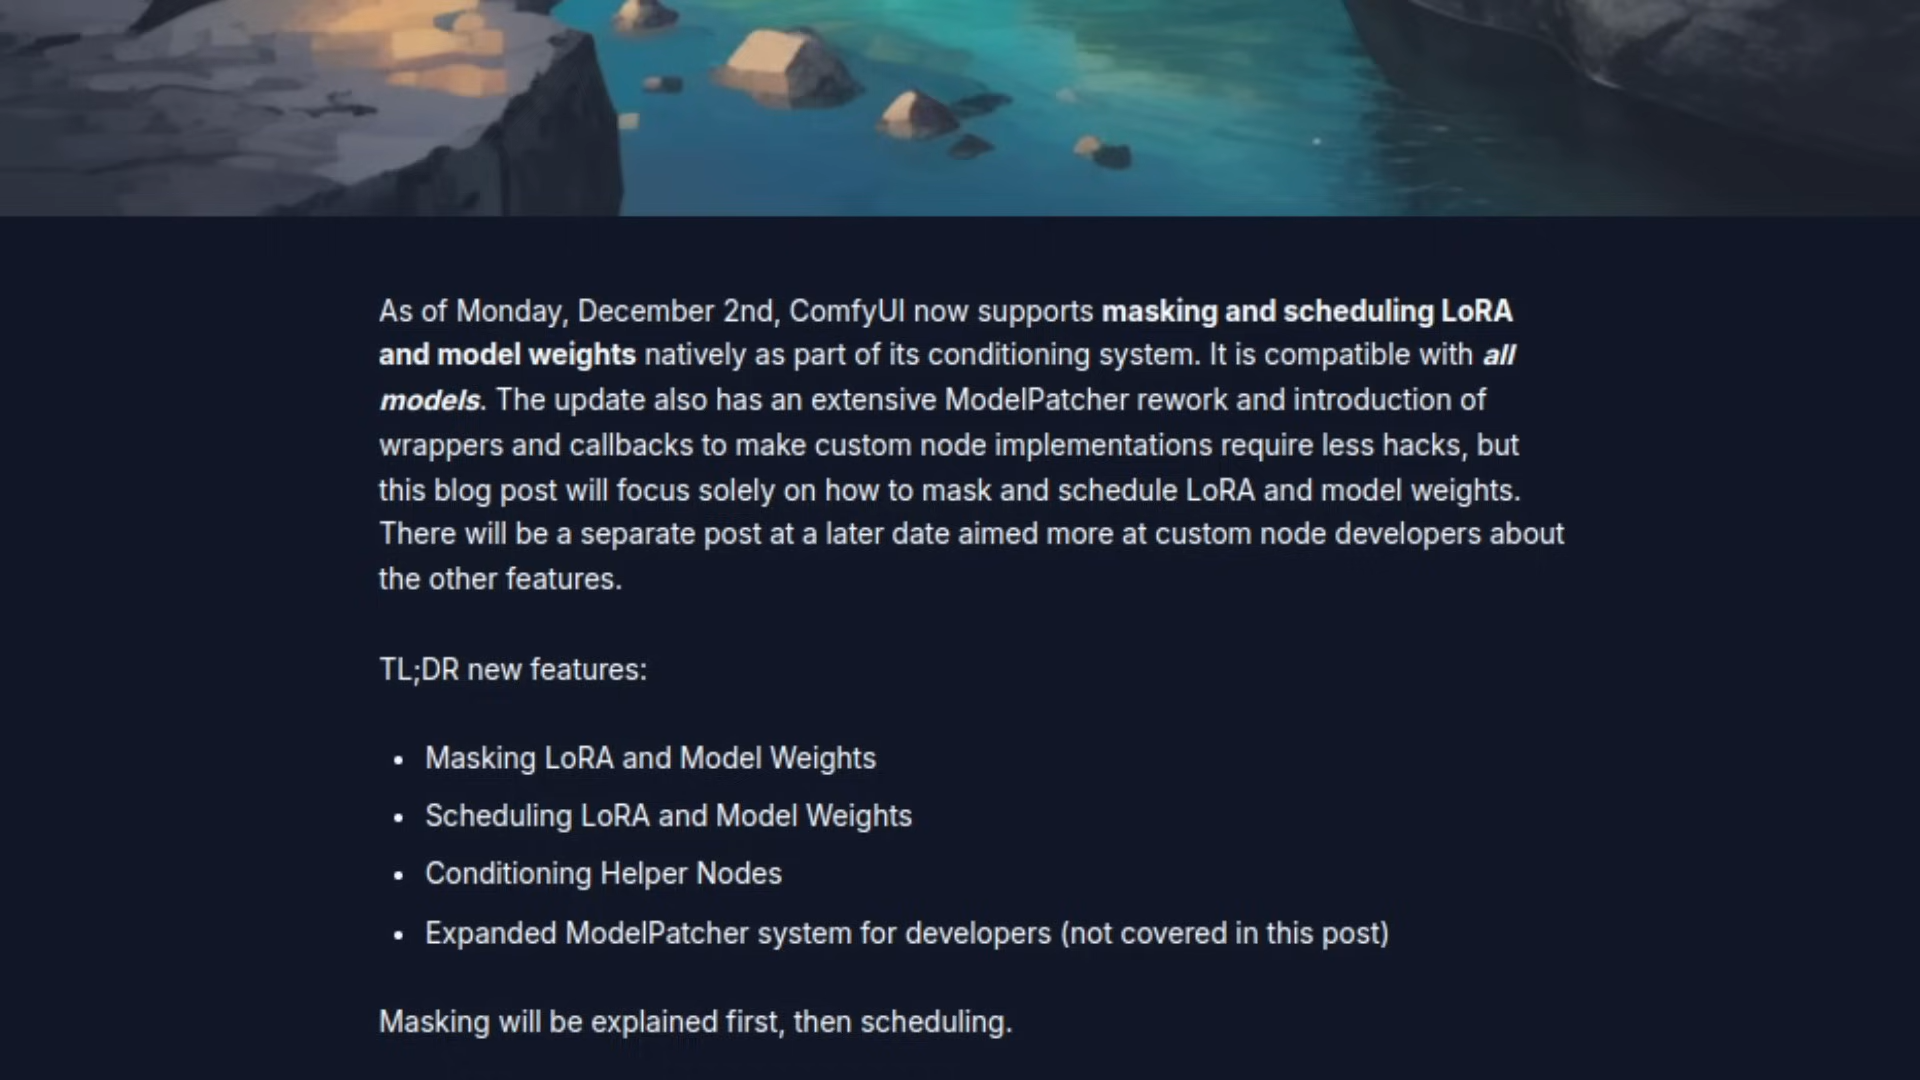 As of Monday, December 2nd, ComfyUI now supports masking and scheduling LoRA
and model weights natively as part of its conditioning system. It is compatible with all
models. The update also has an extensive ModelPatcher rework and introduction of
wrappers and callbacks to make custom node implementations require less hacks, but
this blog post will focus solely on how to mask and schedule LoRA and model weights.
There will be a separate post at a later date aimed more at custom node developers about
the other features.
TL;DR new features:
• Masking LoRA and Model Weights
• Scheduling LoRA and Model Weights
• Conditioning Helper Nodes
• Expanded ModelPatcher system for developers (not covered in this post)
Masking will be explained first, then scheduling.